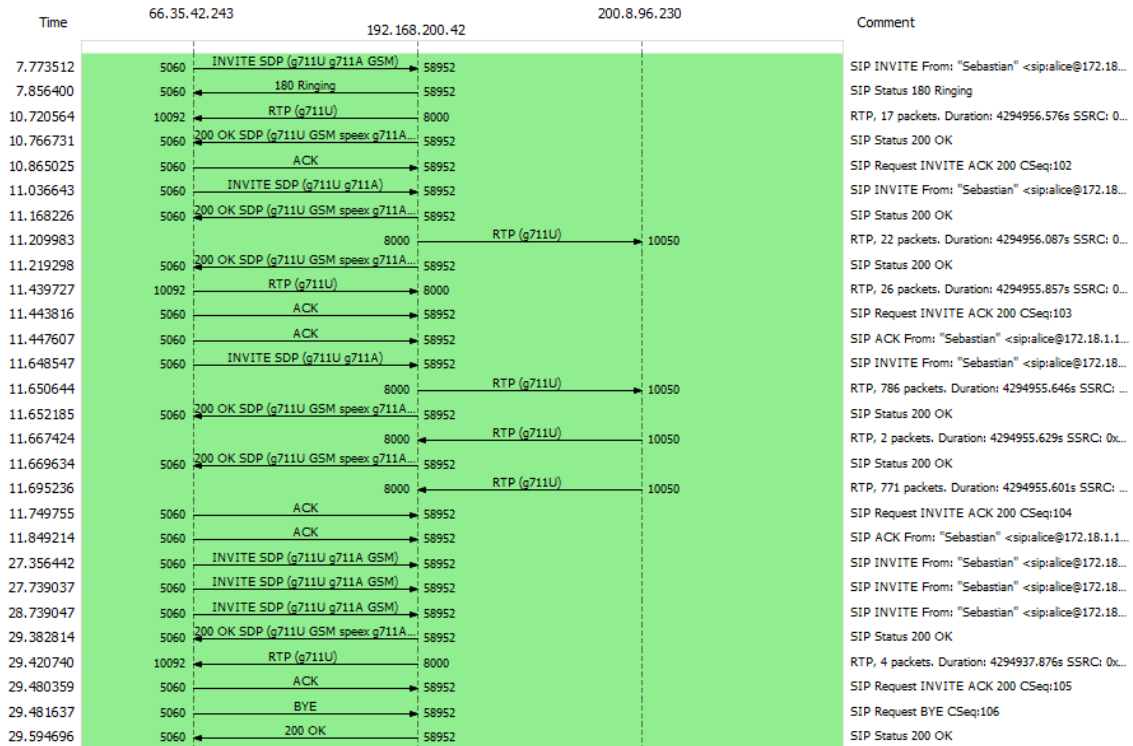 66.35.42.243 200.8.96.230
Time 192.168.200.42 Comment
7.773512 5060 INVITE SDP (g711U g711A GSM) 58952 SIP INVITE From: "Sebastian" <sip:alice@172.18...
7.856400 5060 180 Ringing 58952 SIP Status 180 Ringing
10.720564 10092 RTP (g711U) 8000 RTP, 17 packets. Duration: 4294956.576s SSRC: 0...
10.766731 5060 200 OK SDP (g711U GSM speex g711A... 58952 SIP Status 200 OK
10.865025 5060 ACK 58952 SIP Request INVITE ACK 200 CSeq:102
11.036643 5060 INVITE SDP (g711U g711A) 58952 SIP INVITE From: "Sebastian" <sip:alice@172.18...
11.168226 5060 200 OK SDP (g711U GSM speex g711A... 58952 SIP Status 200 OK
11.209983 8000 RTP (g711U) 10050 RTP, 22 packets. Duration: 4294956.087s SSRC: 0...
11.219298 5060 200 OK SDP (g711U GSM speex g711A... 58952 SIP Status 200 OK
11.439727 10092 RTP (g711U) 8000 RTP, 26 packets. Duration: 4294955.857s SSRC: 0...
11.443816 5060 ACK 58952 SIP Request INVITE ACK 200 CSeq:103
11.447607 5060 ACK 58952 SIP ACK From: "Sebastian" <sip:alice@172.18.1.1...
11.648547 5060 INVITE SDP (g711U g711A) 58952 SIP INVITE From: "Sebastian" <sip:alice@172.18...
11.650644 8000 RTP (g711U) 10050 RTP, 786 packets. Duration: 4294955.646s SSRC: ...
11.652185 5060 200 OK SDP (g711U GSM speex g711A... 58952 SIP Status 200 OK
11.667424 8000 RTP (g711U) 10050 RTP, 2 packets. Duration: 4294955.629s SSRC: 0x...
11.669634 5060 200 OK SDP (g711U GSM speex g711A... 58952 SIP Status 200 OK
11.695236 8000 RTP (g711U) 10050 RTP, 771 packets. Duration: 4294955.601s SSRC: ...
11.749755 5060 ACK 58952 SIP Request INVITE ACK 200 CSeq:104
11.849214 5060 ACK 58952 SIP ACK From: "Sebastian" <sip:alice@172.18.1.1...
27.356442 5060 INVITE SDP (g711U g711A GSM) 58952 SIP INVITE From: "Sebastian" <sip:alice@172.18...
27.739037 5060 INVITE SDP (g711U g711A GSM) 58952 SIP INVITE From: "Sebastian" <sip:alice@172.18...
28.739047 5060 INVITE SDP (g711U g711A GSM) 58952 SIP INVITE From: "Sebastian" <sip:alice@172.18...
29.382814 5060 200 OK SDP (g711U GSM speex g711A... 58952 SIP Status 200 OK
29.420740 10092 RTP (g711U) 8000 RTP, 4 packets. Duration: 4294937.876s SSRC: 0x...
29.480359 5060 ACK 58952 SIP Request INVITE ACK 200 CSeq:105
29.481637 5060 BYE 58952 SIP Request BYE CSeq:106
29.594696 5060 200 OK 58952 SIP Status 200 OK